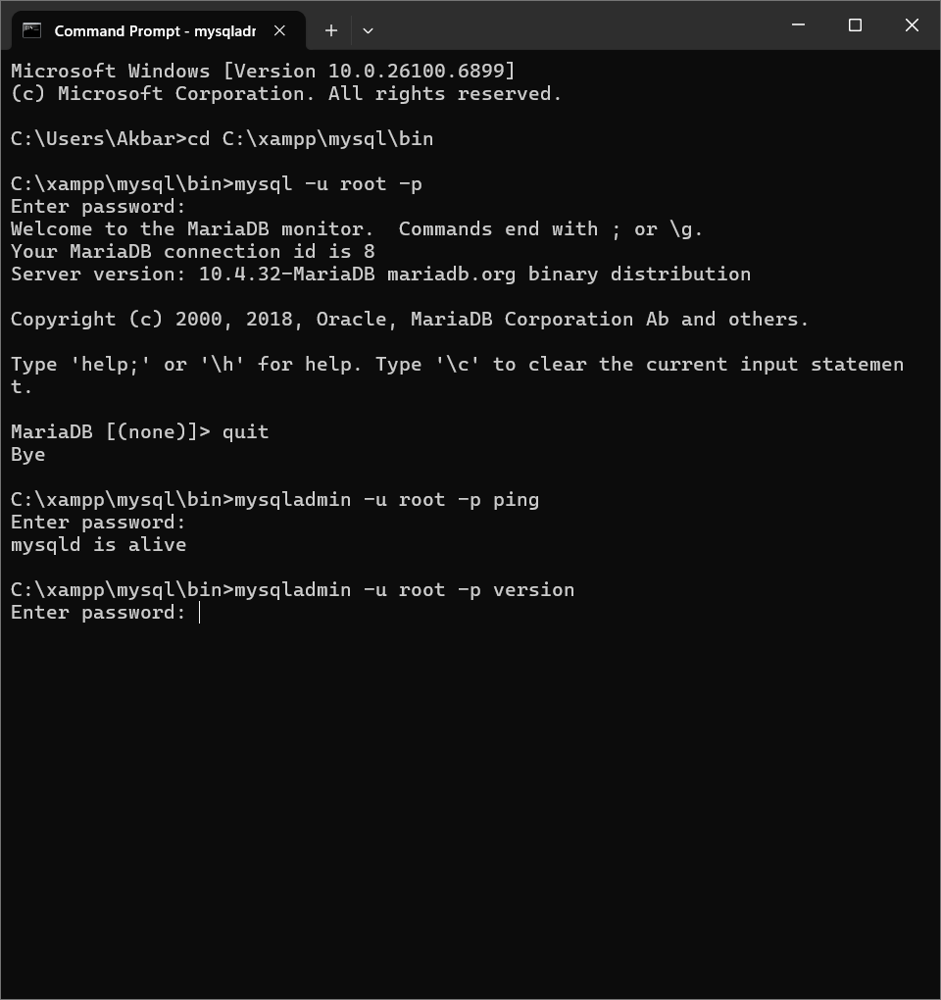 Command Prompt - mysqladr
Microsoft Windows [Version 10.0.26100.6899]
(c) Microsoft Corporation. All rights reserved.
C:\Users\Akbar>cd C:\xampp\mysql\bin
C:\xampp\mysql\bin>mysql -u root -p
Enter password:
Welcome to the MariaDB monitor.  Commands end with ; or \g.
Your MariaDB connection id is 8
Server version: 10.4.32-MariaDB mariadb.org binary distribution
Copyright (c) 2000, 2018, Oracle, MariaDB Corporation Ab and others.
Type 'help;' or '\h' for help. Type '\c' to clear the current input statemen
t.
MariaDB [(none)]> quit
Bye
C:\xampp\mysql\bin>mysqladmin -u root -p ping
Enter password:
mysqld is alive
C:\xampp\mysql\bin>mysqladmin -u root -p version
Enter password: